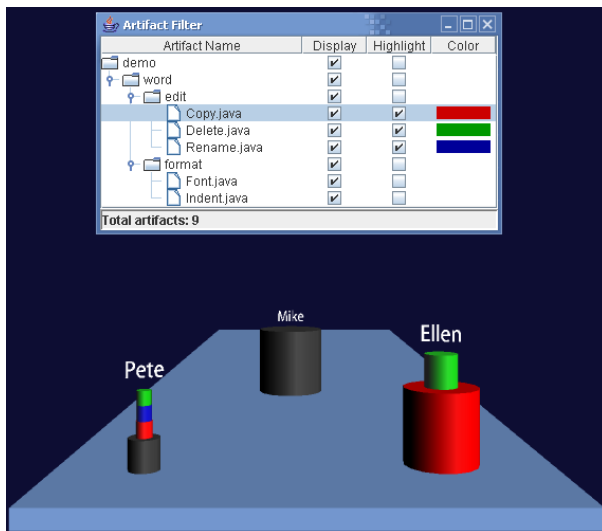 Artifact Filter
Artifact Name Display Highlight Color
demo
word
edit
Copy.java
Delete.java
Rename.java
format
Font.java
Indent.java
Total artifacts: 9
Mike
Ellen
Pete